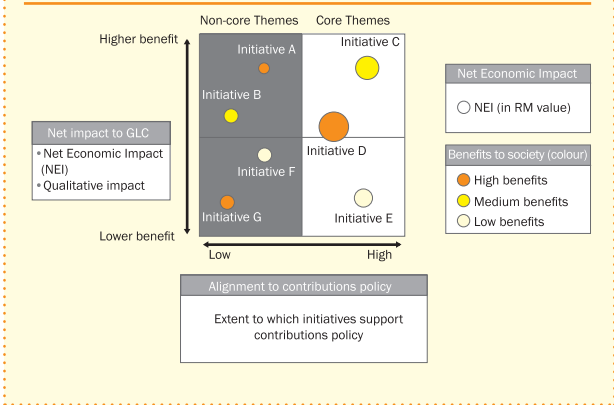 Non-core Themes Core Themes
Higher benefit
Initiative A
Initiative C
Initiative B
Initiative D
Initiative F
Initiative G
Initiative E
Lower benefit
Low High
Net impact to GLC
• Net Economic Impact
(NEI)
• Qualitative impact
Net Economic Impact
NEI (in RM value)
Benefits to society (colour)
High benefits
Medium benefits
Low benefits
Alignment to contributions policy
Extent to which initiatives support
contributions policy